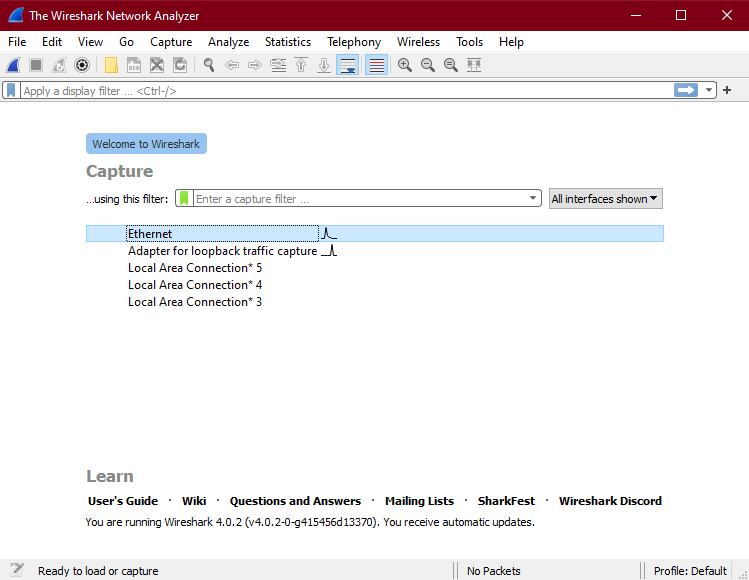 The Wireshark Network Analyzer
File Edit View Go Capture Analyze Statistics Telephony Wireless Tools Help
Apply a display filter ... <Ctrl-/>
Welcome to Wireshark
Capture
...using this filter: Enter a capture filter ... All interfaces shown
Ethernet
Adapter for loopback traffic capture
Local Area Connection* 5
Local Area Connection* 4
Local Area Connection* 3
Learn
User's Guide · Wiki · Questions and Answers · Mailing Lists · SharkFest · Wireshark Discord
You are running Wireshark 4.0.2 (v4.0.2-0-g415456d13370). You receive automatic updates.
Ready to load or capture No Packets Profile: Default